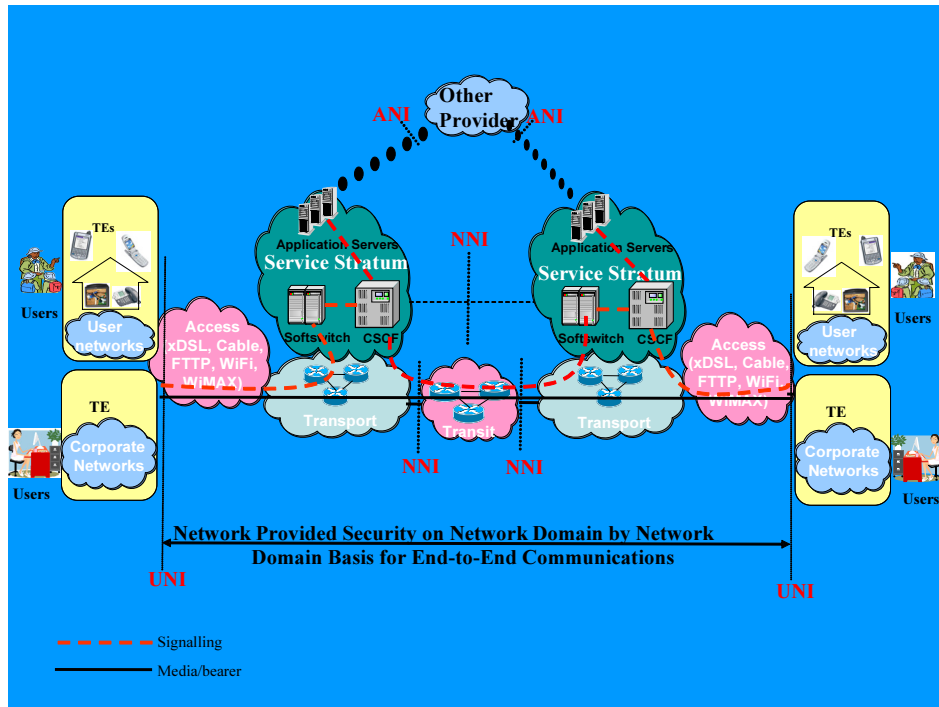 Other
Provider
ANI
ANI
TEs
TEs
NNI
Application Servers
Service Stratum
Application Servers
Service Stratum
Users
Users
User
networks
User
networks
Access
xDSL, Cable,
FTTP, WiFi,
WiMAX)
Access
(xDSL, Cable,
FTTP, WiFi,
WiMAX)
Softswitch
CSCF
Softswitch
CSCF
TE
TE
Transport
Transit
Transport
Corporate
Networks
Corporate
Networks
NNI
NNI
Users
Users
Network Provided Security on Network Domain by Network
Domain Basis for End-to-End Communications
UNI
UNI
Signalling
Media/bearer